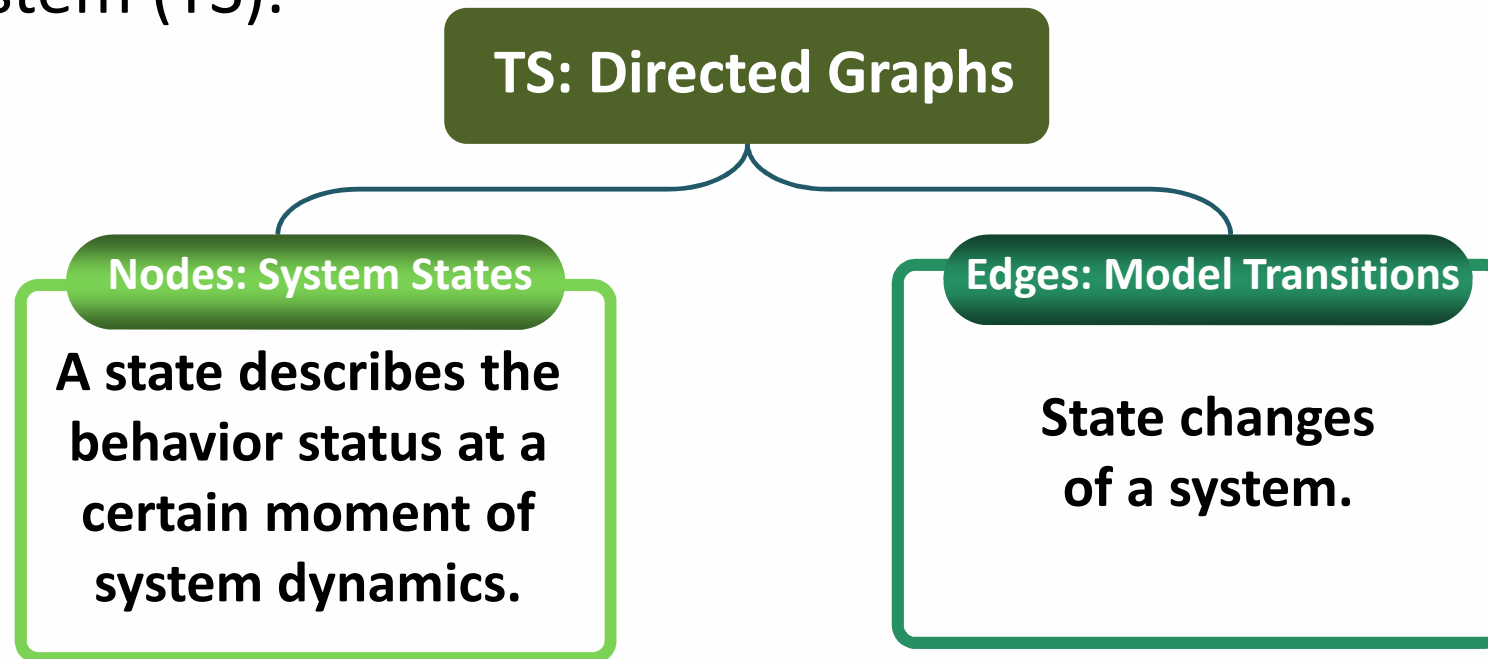 (TS):
TS: Directed Graphs
Nodes: System States
A state describes the
behavior status at a
certain moment of
system dynamics.
Edges: Model Transitions
State changes
of a system.